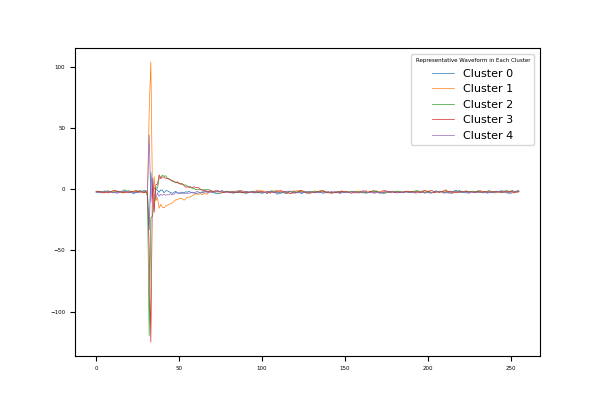 Representative Waveform in Each Cluster
Cluster 0
Cluster 1
Cluster 2
Cluster 3
Cluster 4
100
50
0
−50
−100
0
50
100
150
200
250